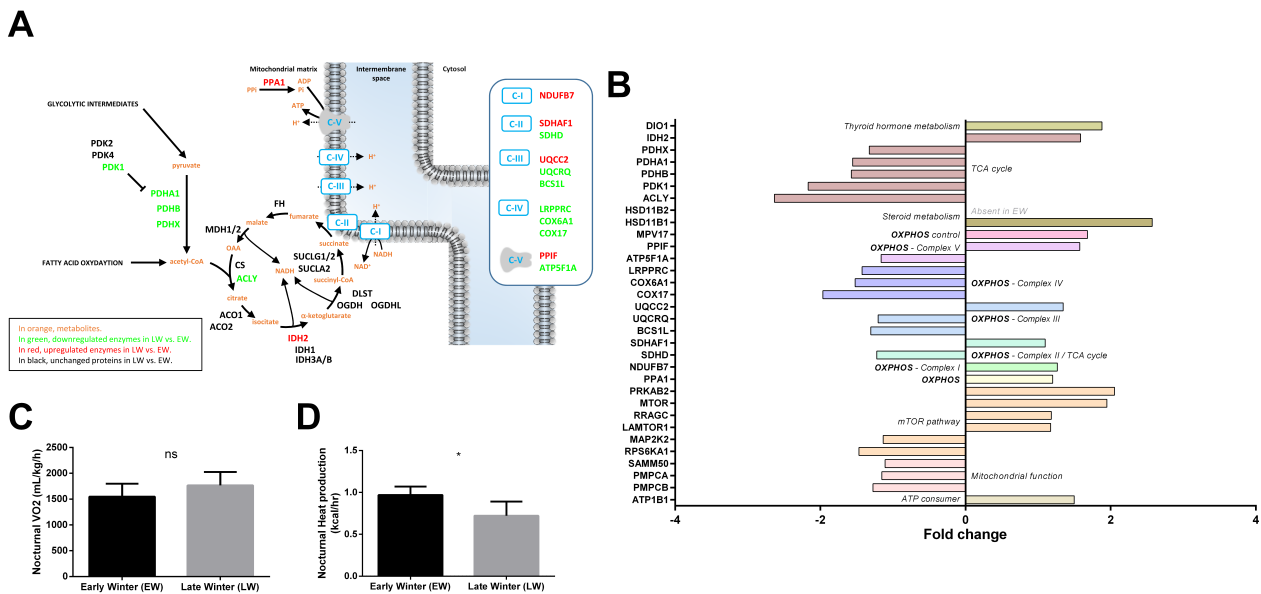 A
Mitochondrial matrix
Intermembrane
space
Cytosol
PPA1
PPi
Pi
ADP
ATP
H⁺
C-V
C-IV
H⁺
C-III
H⁺
C-II
H⁺
C-I
NADH
NAD⁺
GLYCOLYTIC INTERMEDIATES
PDK2
PDK4
PDK1
pyruvate
PDHA1
PDHB
PDHX
FATTY ACID OXYDAYTION
acetyl-CoA
FH
fumarate
malate
MDH1/2
OAA
CS
ACLY
citrate
ACO1
ACO2
isocitate
IDH2
IDH1
IDH3A/B
α-ketoglutarate
NADH
DLST
OGDH
OGDHL
succinyl-CoA
SUCLG1/2
SUCLA2
succinate
C-I
NDUFB7
C-II
SDHAF1
SDHD
C-III
UQCC2
UQCRQ
BCS1L
C-IV
LRPPRC
COX6A1
COX17
C-V
PPIF
ATP5F1A
In orange, metabolites.
In green, downregulated enzymes in LW vs. EW.
In red, upregulated enzymes in LW vs. EW.
In black, unchanged proteins in LW vs. EW.
B
DIO1
Thyroid hormone metabolism
IDH2
PDHX
PDHA1
TCA cycle
PDHB
PDK1
ACLY
HSD11B2
Absent in EW
HSD11B1
Steroid metabolism
MPV17
OXPHOS control
PPIF
OXPHOS - Complex V
ATP5F1A
LRPPRC
COX6A1
OXPHOS - Complex IV
COX17
UQCC2
UQCRQ
OXPHOS - Complex III
BCS1L
SDHAF1
SDHD
OXPHOS - Complex II / TCA cycle
NDUFB7
OXPHOS - Complex I
PPA1
OXPHOS
PRKAB2
MTOR
RRAGC
mTOR pathway
LAMTOR1
MAP2K2
RPS6KA1
SAMM50
PMPCA
Mitochondrial function
PMPCB
ATP1B1
ATP consumer
-4
-2
0
2
4
Fold change
C
Nocturnal VO2 (mL/kg/h)
2500
2000
1500
1000
500
0
ns
Early Winter (EW)
Late Winter (LW)
D
Nocturnal Heat production
(kcal/hr)
1.5
1.0
0.5
0.0
*
Early Winter (EW)
Late Winter (LW)